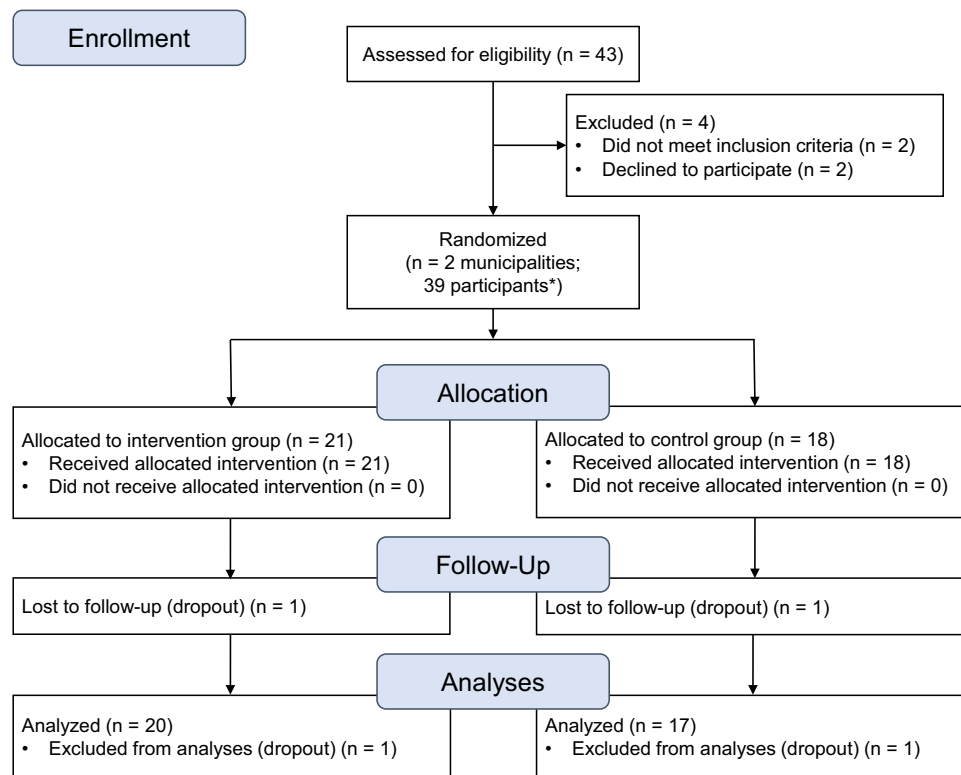 Enrollment
Assessed for eligibility (n = 43)
Excluded (n = 4)
• Did not meet inclusion criteria (n = 2)
• Declined to participate (n = 2)
Randomized
(n = 2 municipalities;
39 participants*)
Allocation
Allocated to intervention group (n = 21)
• Received allocated intervention (n = 21)
• Did not receive allocated intervention (n = 0)
Allocated to control group (n = 18)
• Received allocated intervention (n = 18)
• Did not receive allocated intervention (n = 0)
Follow-Up
Lost to follow-up (dropout) (n = 1)
Lost to follow-up (dropout) (n = 1)
Analyses
Analyzed (n = 20)
• Excluded from analyses (dropout) (n = 1)
Analyzed (n = 17)
• Excluded from analyses (dropout) (n = 1)